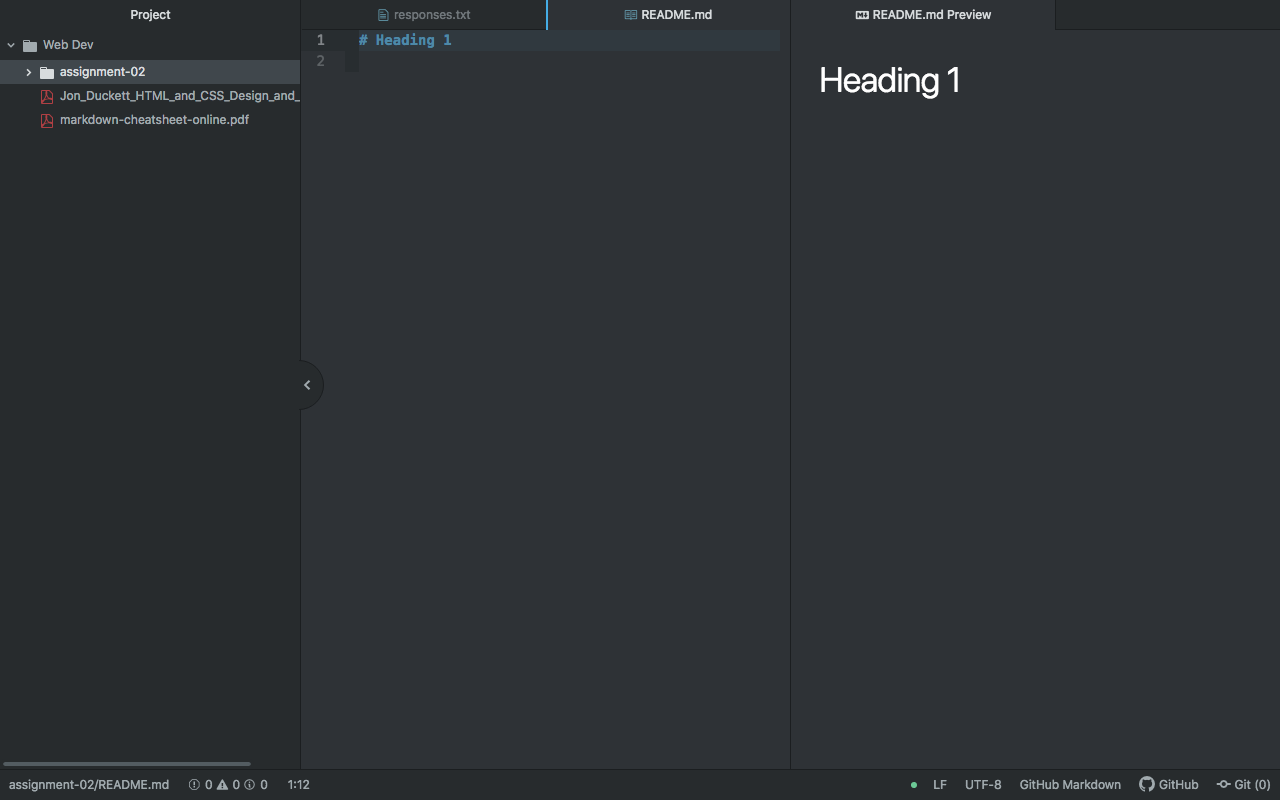 Project
responses.txt
README.md
README.md Preview
Web Dev
assignment-02
Jon_Duckett_HTML_and_CSS_Design_and_
markdown-cheatsheet-online.pdf
1 # Heading 1
2
Heading 1
assignment-02/README.md 0 0 0 1:12 LF UTF-8 GitHub Markdown GitHub Git (0)